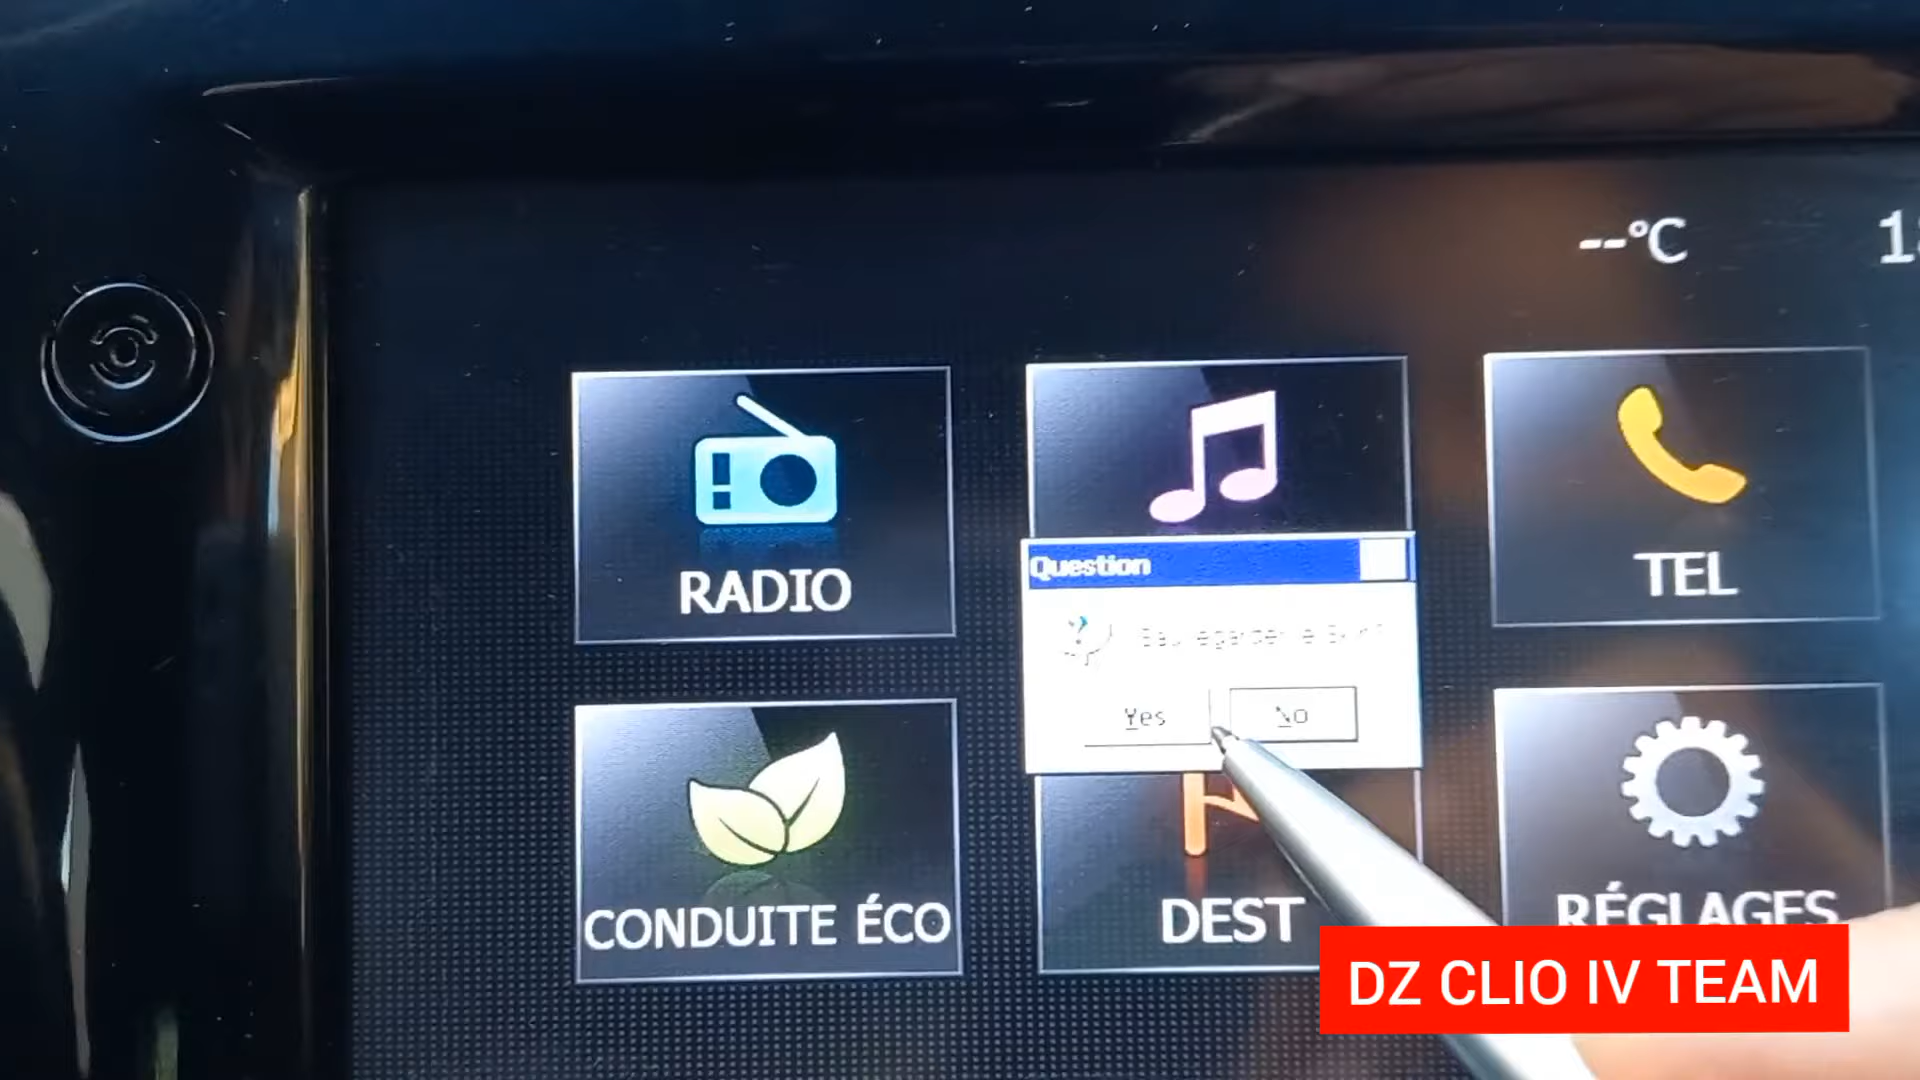 --°C
RADIO
TEL
Question
Yes
No
CONDUITE ÉCO
DEST
RÉGLAGES
DZ CLIO IV TEAM